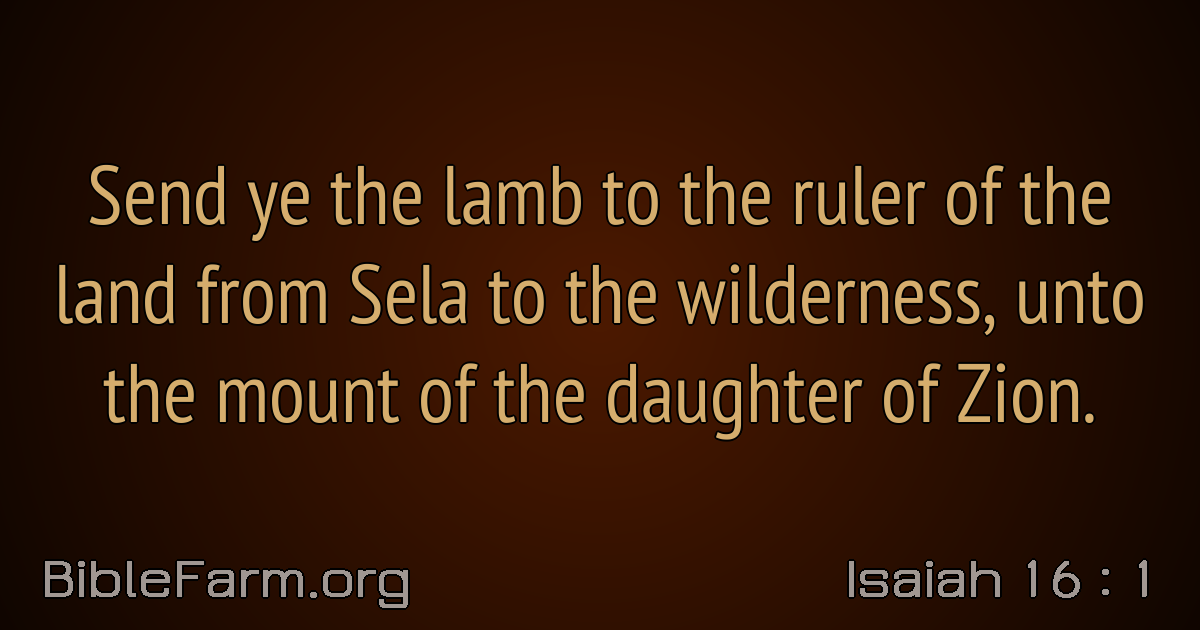 Send ye the lamb to the ruler of the
land from Sela to the wilderness, unto
the mount of the daughter of Zion.
BibleFarm.org
Isaiah 16 : 1